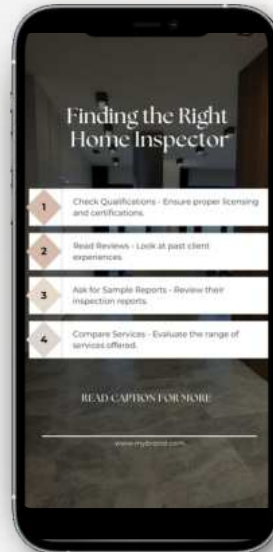 Finding the Right
Home Inspector
1
Check Qualifications - Ensure proper licensing
and certifications.
2
Read Reviews - Look at past client
experiences.
3
Ask for Sample Reports - Review their
inspection reports.
4
Compare Services - Evaluate the range of
services offered.
READ CAPTION FOR MORE
www.mybrand.com